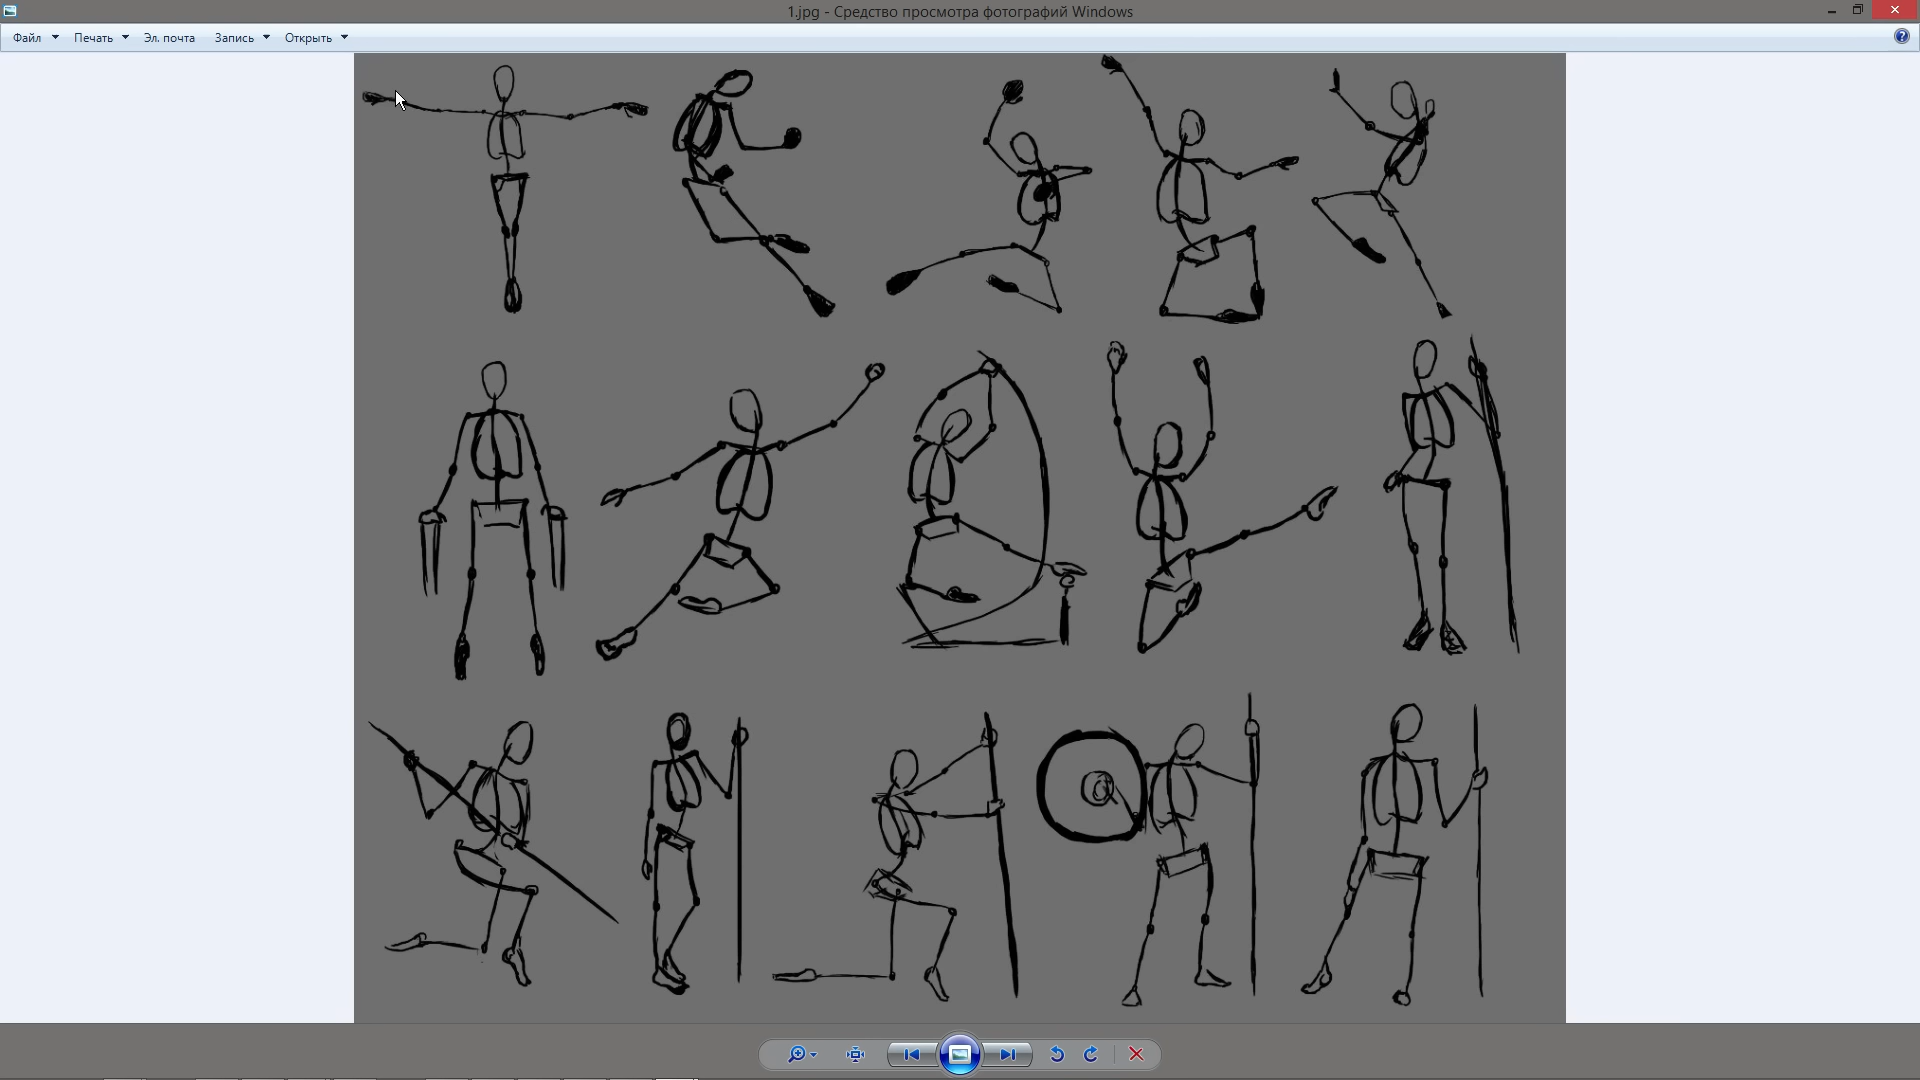 1.jpg - Средство просмотра фотографий Windows
Файл Печать Эл. почта Запись Открыть